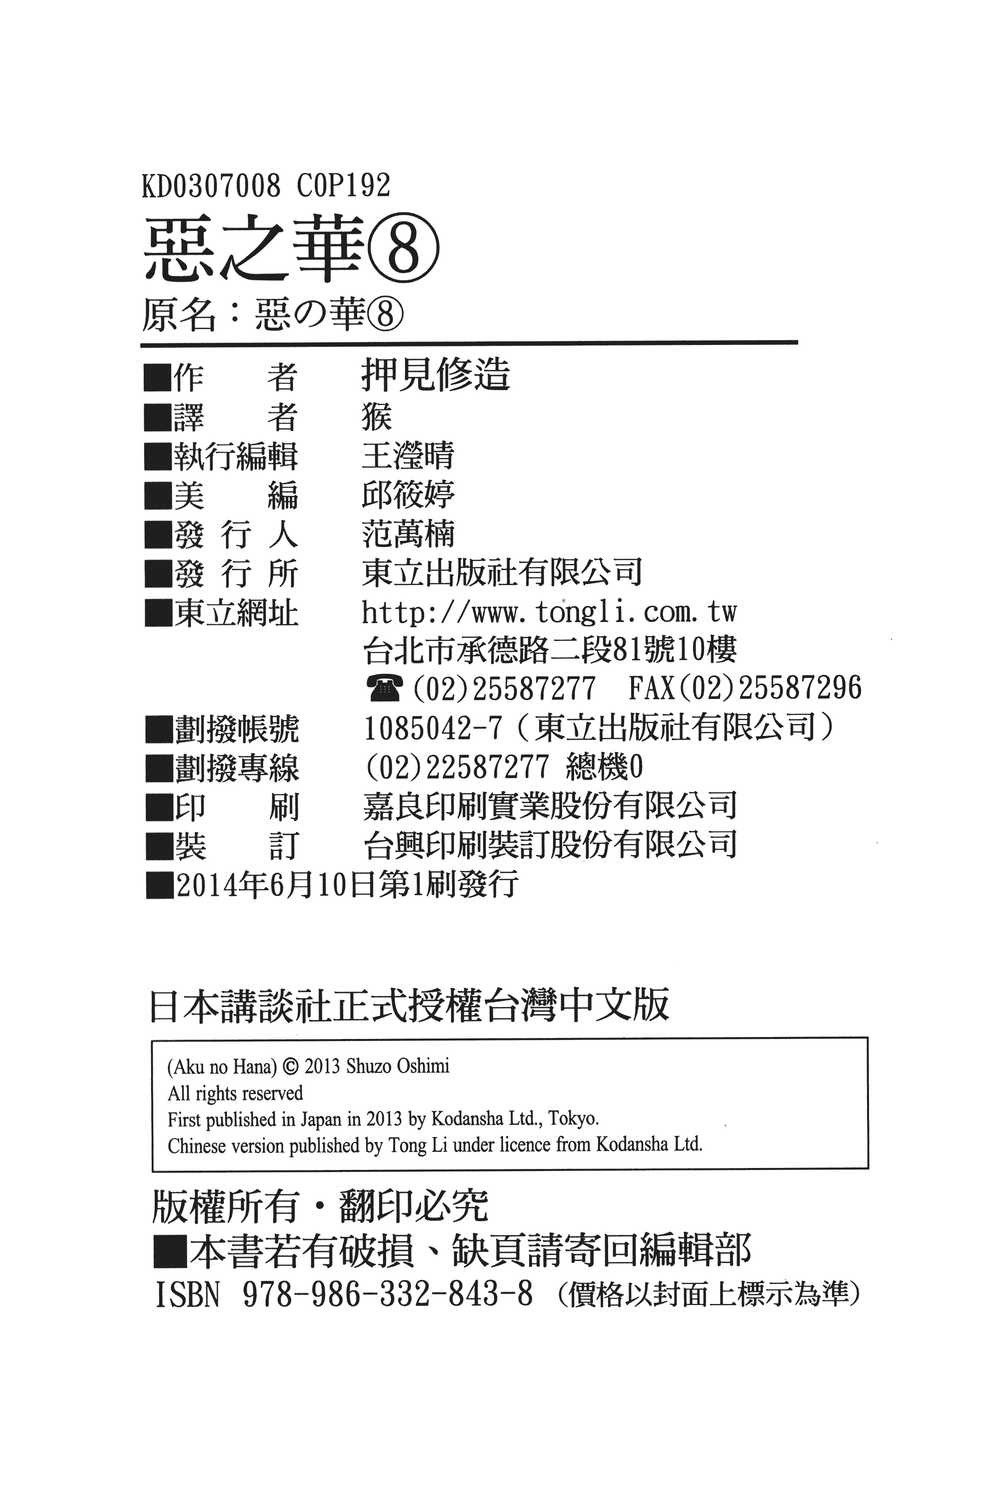 KD0307008 COP192
惡之華⑧
原名：惡の華⑧
■作　　者　押見修造
■譯　　者　猴
■執行編輯　王瀅晴
■美　　編　邱筱婷
■發 行 人　范萬楠
■發 行 所　東立出版社有限公司
■東立網址　http://www.tongli.com.tw
台北市承德路二段81號10樓
☎(02)25587277　FAX(02)25587296
■劃撥帳號　1085042-7（東立出版社有限公司）
■劃撥專線　(02)22587277 總機0
■印　　刷　嘉良印刷實業股份有限公司
■裝　　訂　台興印刷裝訂股份有限公司
■2014年6月10日第1刷發行
日本講談社正式授權台灣中文版
(Aku no Hana) © 2013 Shuzo Oshimi
All rights reserved
First published in Japan in 2013 by Kodansha Ltd., Tokyo.
Chinese version published by Tong Li under licence from Kodansha Ltd.
版權所有・翻印必究
■本書若有破損、缺頁請寄回編輯部
ISBN 978-986-332-843-8（價格以封面上標示為準）